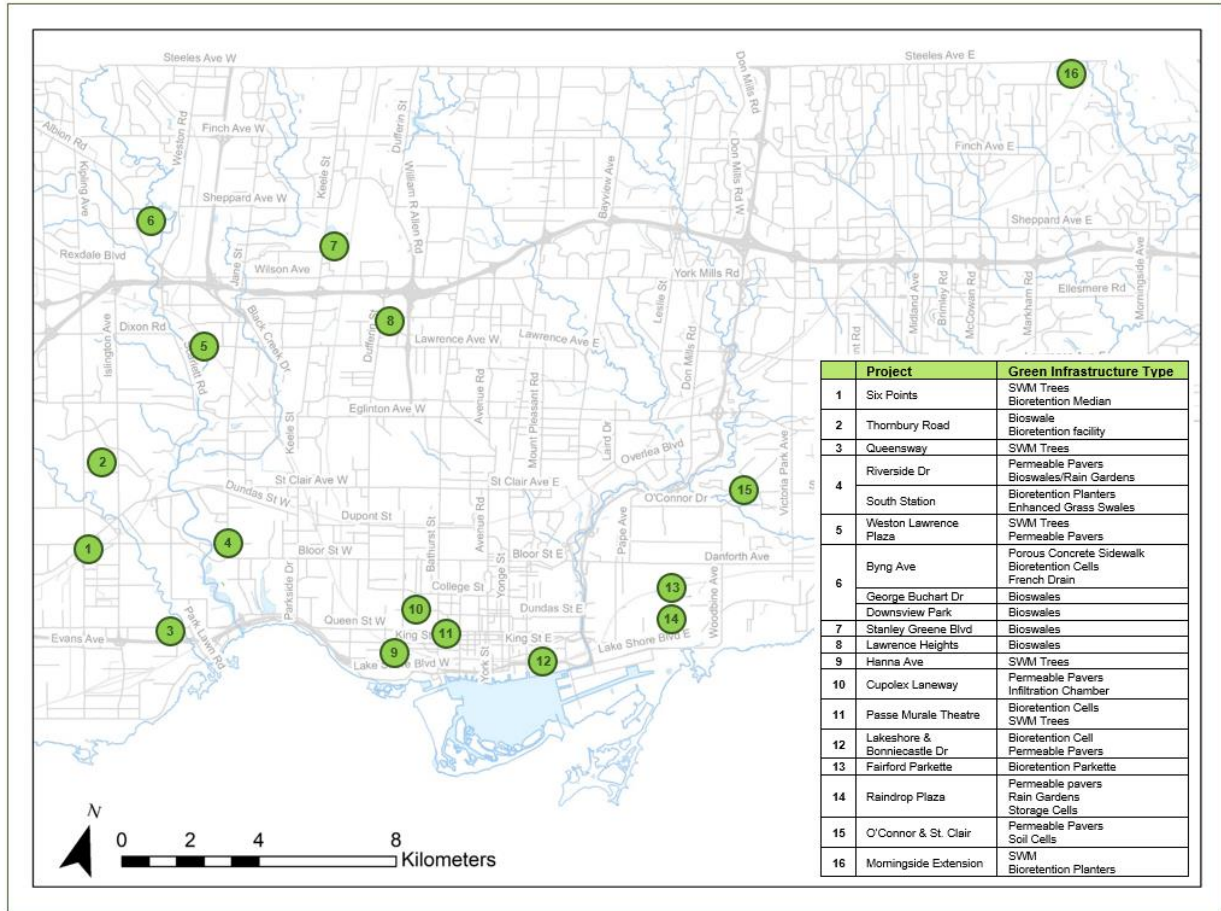 Steeles Ave W
Steeles Ave E
16
Albion Rd
Weston Rd
Finch Ave W
Dufferin St
Don Mills Rd
Finch Ave E
Kipling Ave
Keele St
William R Allen Rd
Bayview Ave
Don Mills Rd W
Sheppard Ave W
6
Sheppard Ave E
7
Rexdale Blvd
Jane St
Wilson Ave
York Mills Rd
Leslie St
Midland Ave
Brimley Rd
McCowan Rd
Markham Rd
Ellesmere Rd
Morningside Ave
8
Dixon Rd
5
Islington Ave
Scarlett Rd
Black Creek Dr
Dufferin St
Lawrence Ave W
Lawrence Ave E
Don Mills Rd
Eglinton Ave W
Keele St
Avenue Rd
Mount Pleasant Rd
Laird Dr
Overlea Blvd
2
St Clair Ave W
St Clair Ave E
Dundas St W
O'Connor Dr
15
Victoria Park Ave
Dupont St
Bathurst St
Avenue Rd
Yonge St
Pape Ave
1
4
Bloor St W
Bloor St E
Danforth Ave
Parkside Dr
College St
13
Woodbine Ave
10
Dundas St E
14
Queen St W
Evans Ave
3
Park Lawn Rd
King St
11
King St E
Lake Shore Blvd E
9
Lake Blvd W
York St
12
N
0 2 4 8
Kilometers
Project Green Infrastructure Type
1 Six Points SWM Trees
Bioretention Median
2 Thornbury Road Bioswale
Bioretention facility
3 Queensway SWM Trees
4 Riverside Dr Permeable Pavers
Bioswales/Rain Gardens
South Station Bioretention Planters
Enhanced Grass Swales
5 Weston Lawrence
Plaza SWM Trees
Permeable Pavers
6 Byng Ave Porous Concrete Sidewalk
Bioretention Cells
French Drain
George Buchart Dr Bioswales
Downsview Park Bioswales
7 Stanley Greene Blvd Bioswales
8 Lawrence Heights Bioswales
9 Hanna Ave SWM Trees
10 Cupolex Laneway Permeable Pavers
Infiltration Chamber
11 Passe Murale Theatre Bioretention Cells
SWM Trees
12 Lakeshore &
Bonniecastle Dr Bioretention Cell
Permeable Pavers
13 Fairford Parkette Bioretention Parkette
14 Raindrop Plaza Permeable pavers
Rain Gardens
Storage Cells
15 O'Connor & St. Clair Permeable Pavers
Soil Cells
16 Morningside Extension SWM
Bioretention Planters